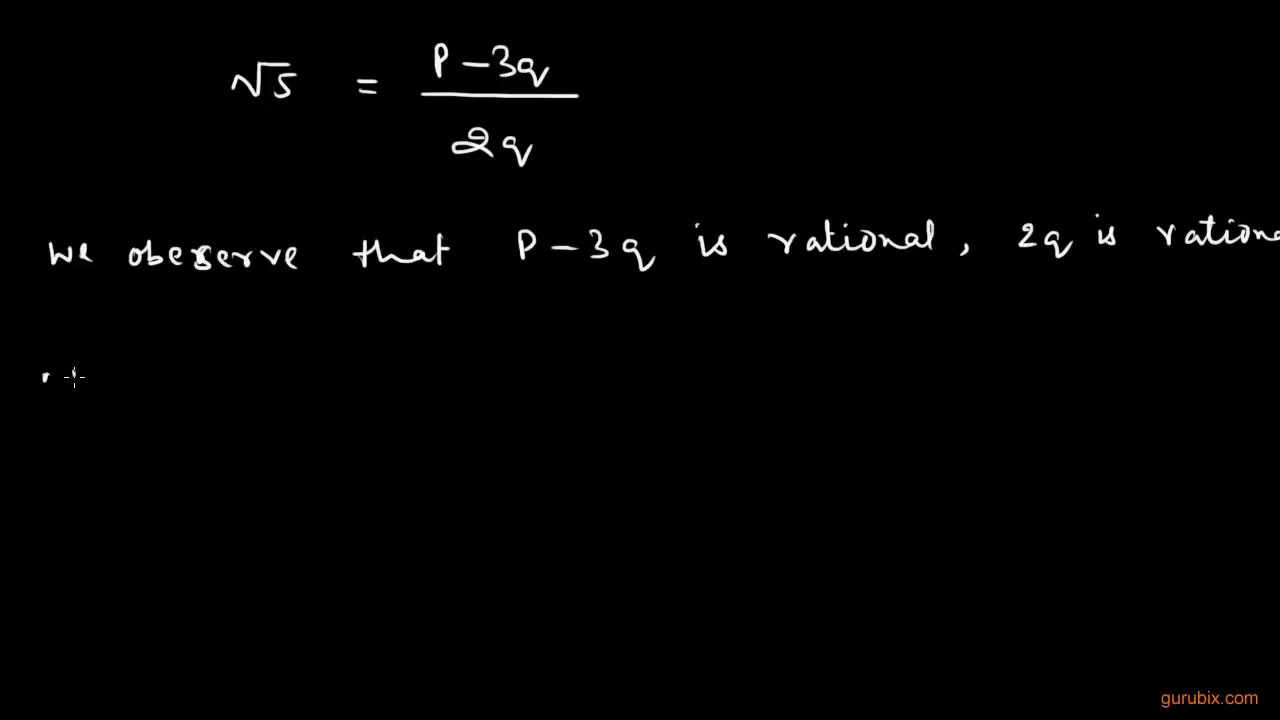 √5 = P - 3q
2q
We obeserve that P - 3q is rational, 2q is rationa
gurubix.com